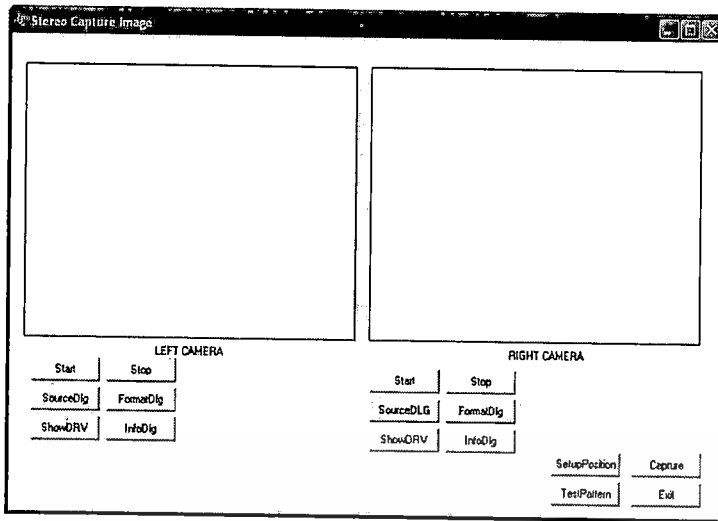 Stereo Capture Image
LEFT CAMERA
Start Stop
SourceDlg FormatDlg
ShowDRV InfoDlg
RIGHT CAMERA
Start Stop
SourceDLG FormatDlg
ShowDRV InfoDlg
SetupPosition Capture
TestPattern Exit